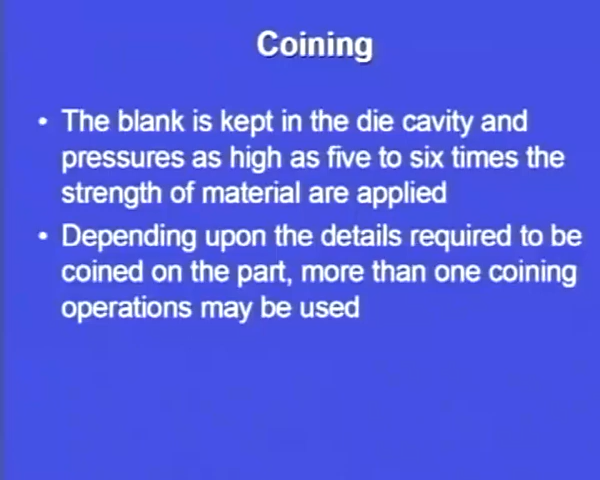 Coining
• The blank is kept in the die cavity and
pressures as high as five to six times the
strength of material are applied
• Depending upon the details required to be
coined on the part, more than one coining
operations may be used